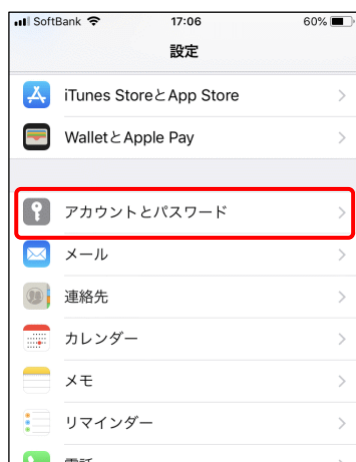 SoftBank 17:06 60%
設定
iTunes StoreとApp Store
WalletとApple Pay
アカウントとパスワード
メール
連絡先
カレンダー
メモ
リマインダー
電話